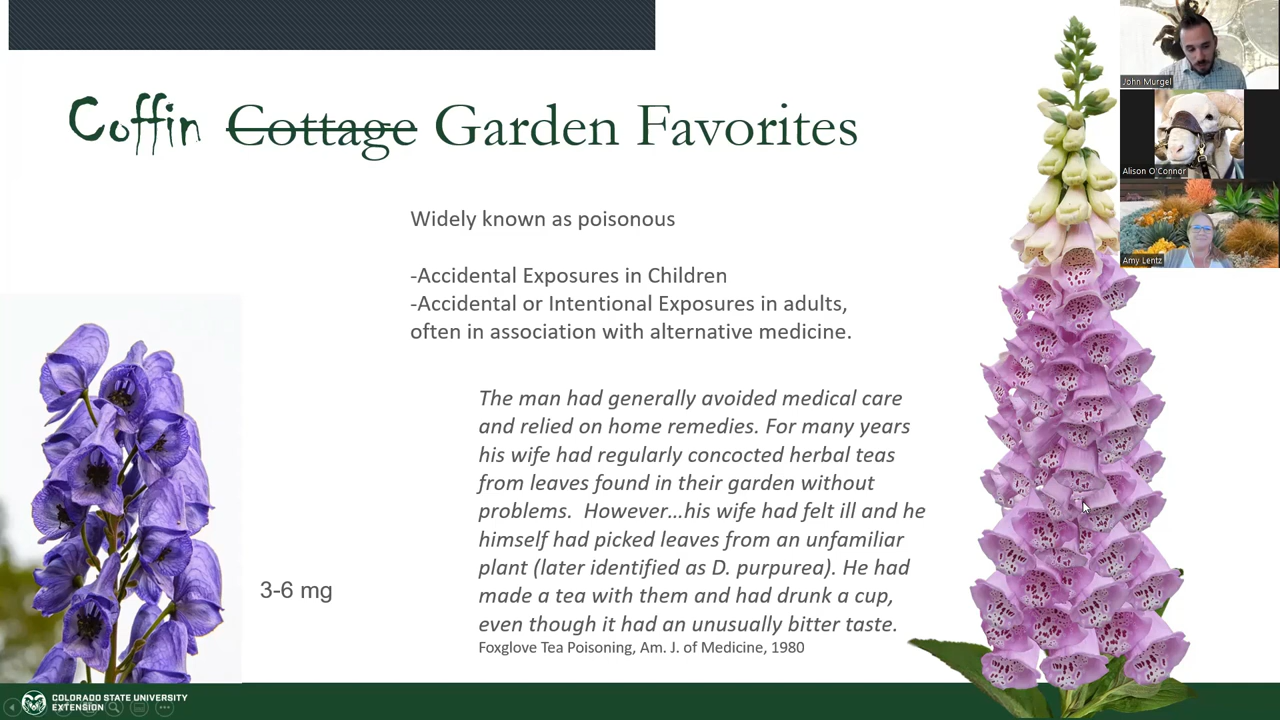 Coffin Cottage Garden Favorites
Widely known as poisonous
-Accidental Exposures in Children
-Accidental or Intentional Exposures in adults,
often in association with alternative medicine.
The man had generally avoided medical care
and relied on home remedies. For many years
his wife had regularly concocted herbal teas
from leaves found in their garden without
problems.  However...his wife had felt ill and he
himself had picked leaves from an unfamiliar
plant (later identified as D. purpurea). He had
made a tea with them and had drunk a cup,
even though it had an unusually bitter taste.
Foxglove Tea Poisoning, Am. J. of Medicine, 1980
3-6 mg
John Murgel
Alison O'Connor
Amy Lentz
COLORADO STATE UNIVERSITY
EXTENSION